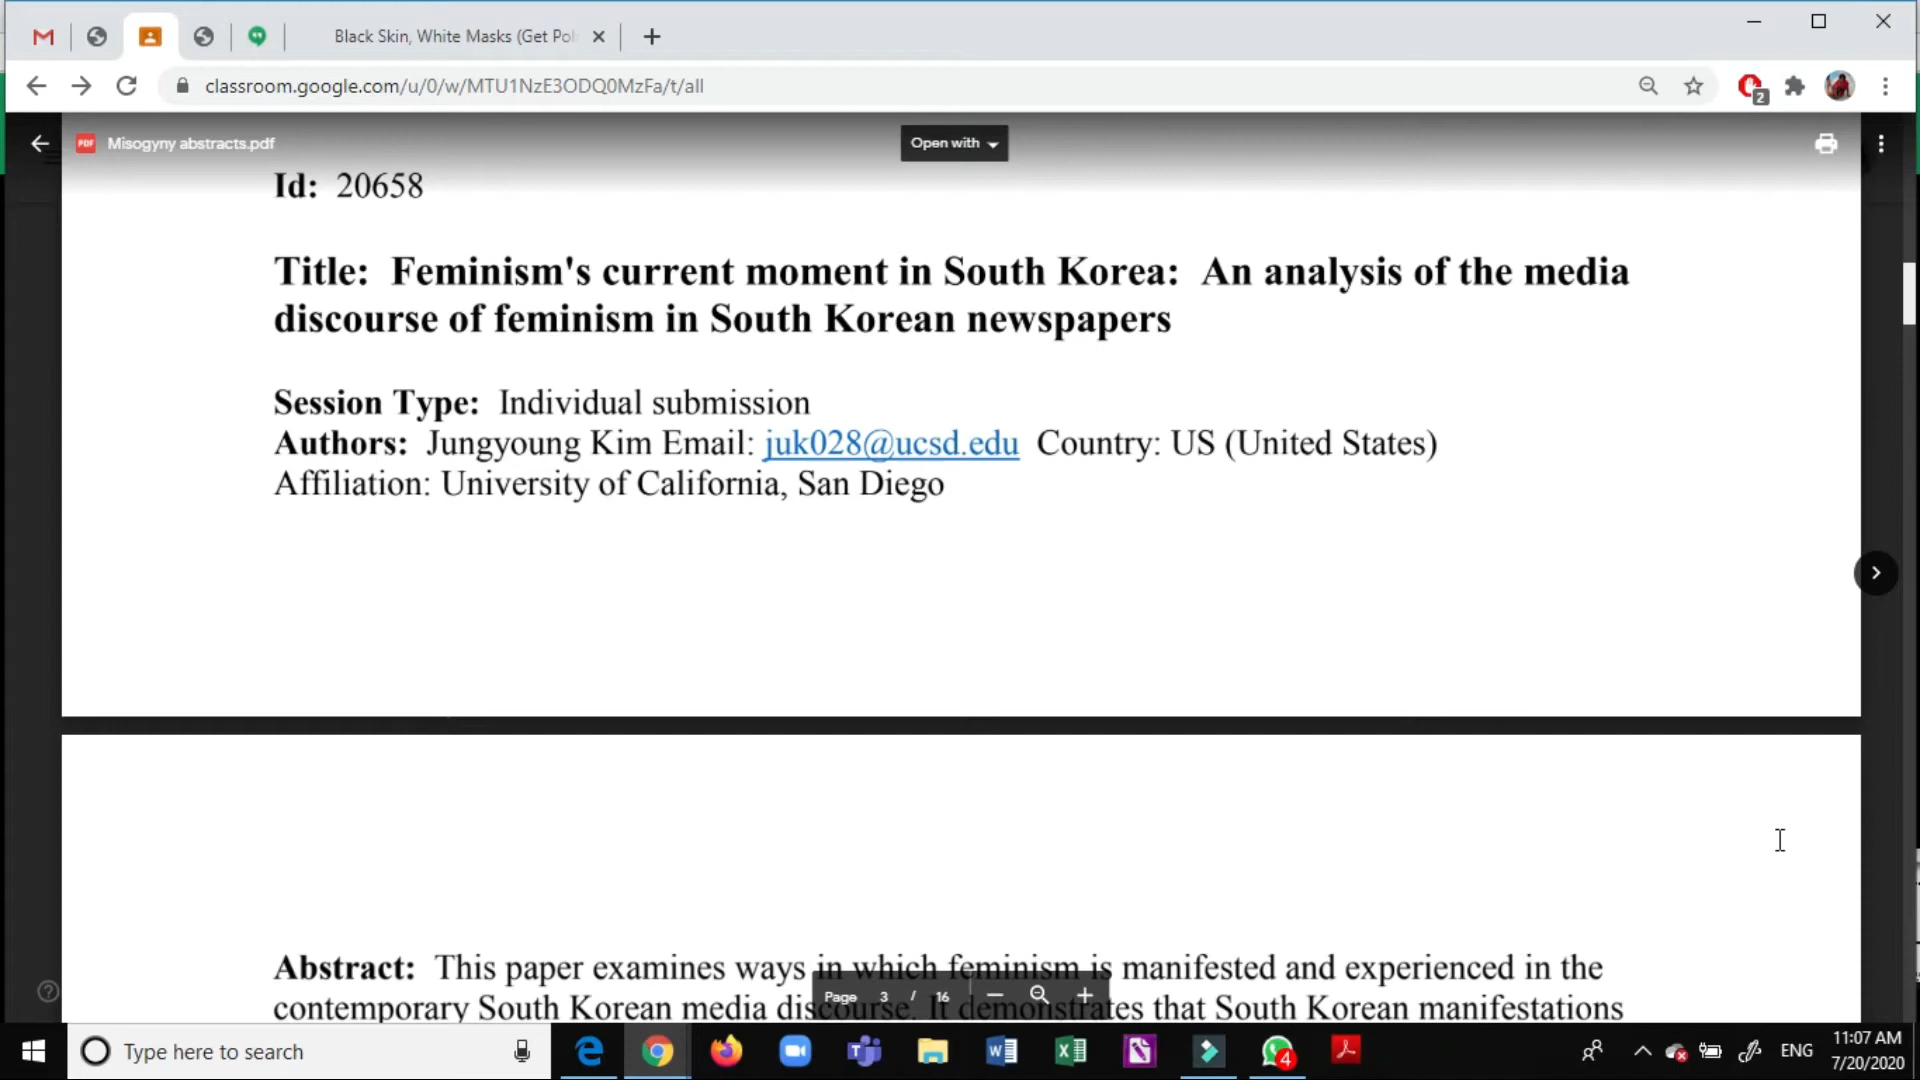 Black Skin, White Masks (Get Pol
classroom.google.com/u/0/w/MTU1NzE3ODQ0MzFa/t/all
2
PDF Misogyny abstracts.pdf
Open with
Id: 20658
Title: Feminism's current moment in South Korea: An analysis of the media
discourse of feminism in South Korean newspapers
Session Type: Individual submission
Authors: Jungyoung Kim Email: juk028@ucsd.edu Country: US (United States)
Affiliation: University of California, San Diego
Abstract: This paper examines ways in which feminism is manifested and experienced in the
contemporary South Korean media discourse. It demonstrates that South Korean manifestations
Page 3 / 16
Type here to search
4
ENG
11:07 AM
7/20/2020